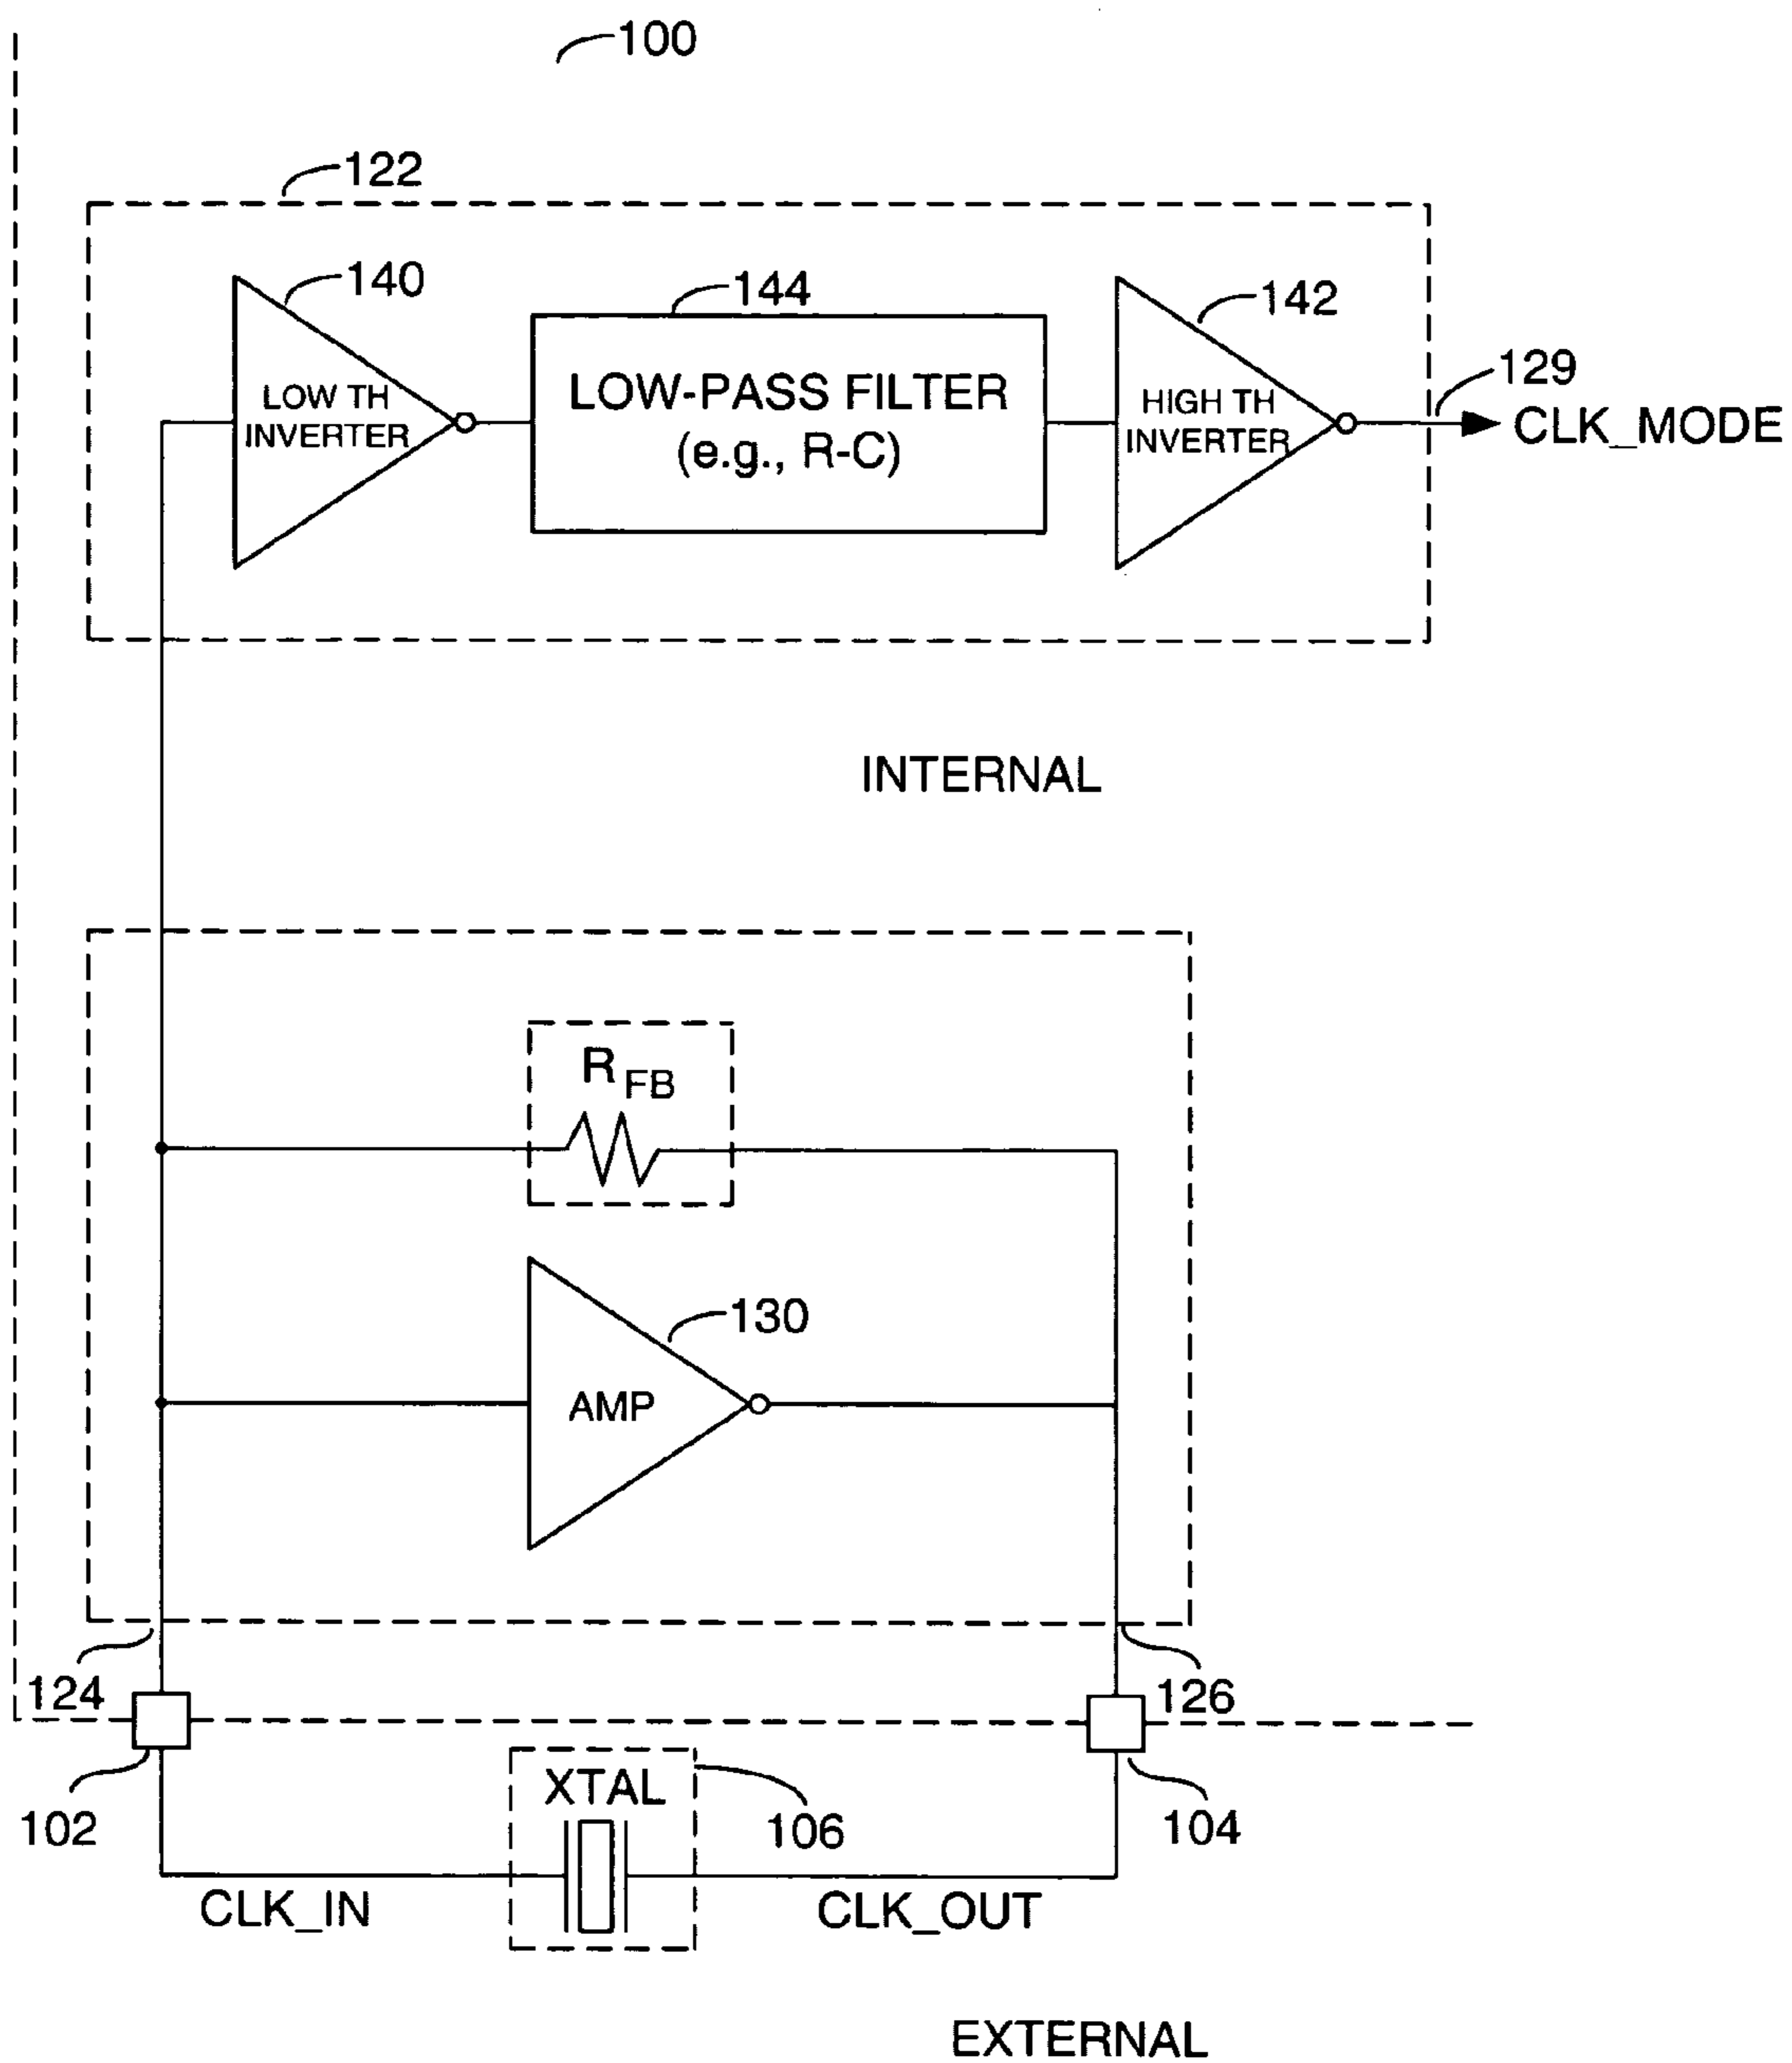 100
122
140
144
142
129
LOW TH
INVERTER
LOW-PASS FILTER
(e.g., R-C)
HIGH TH
INVERTER
CLK_MODE
INTERNAL
R FB
130
AMP
124
126
102
XTAL
106
104
CLK_IN
CLK_OUT
EXTERNAL